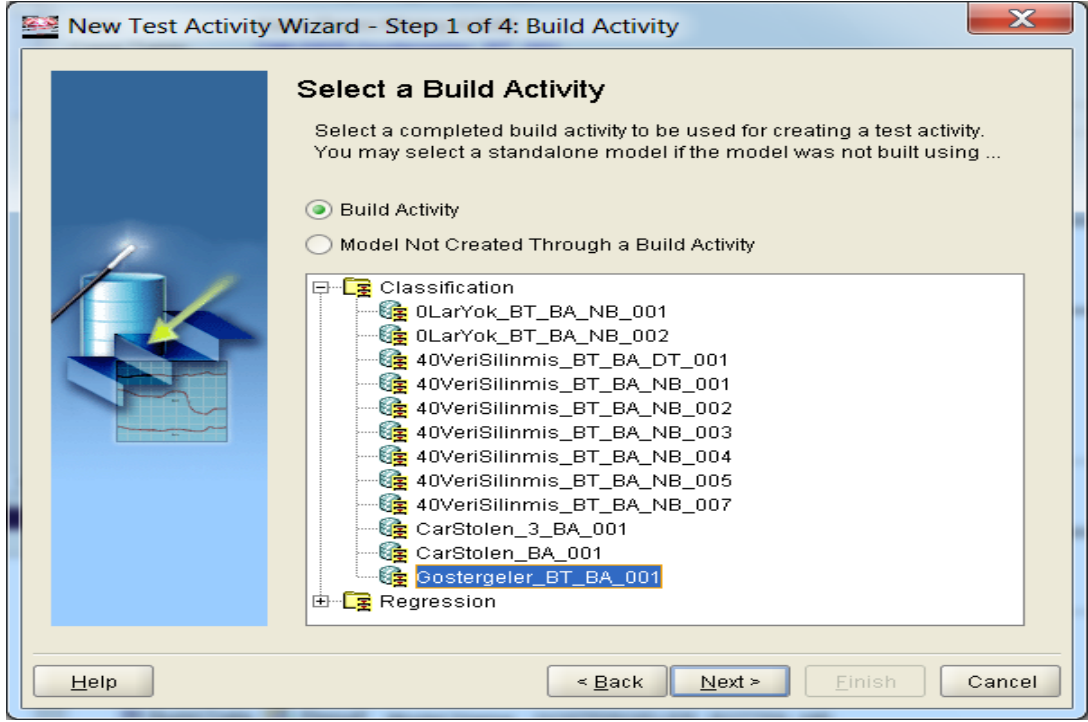 New Test Activity Wizard - Step 1 of 4: Build Activity
Select a Build Activity
Select a completed build activity to be used for creating a test activity.
You may select a standalone model if the model was not built using ...
Build Activity
Model Not Created Through a Build Activity
Classification
0LarYok_BT_BA_NB_001
0LarYok_BT_BA_NB_002
40VeriSilinmis_BT_BA_DT_001
40VeriSilinmis_BT_BA_NB_001
40VeriSilinmis_BT_BA_NB_002
40VeriSilinmis_BT_BA_NB_003
40VeriSilinmis_BT_BA_NB_004
40VeriSilinmis_BT_BA_NB_005
40VeriSilinmis_BT_BA_NB_007
CarStolen_3_BA_001
CarStolen_BA_001
Gostergeler_BT_BA_001
Regression
Help < Back Next > Finish Cancel